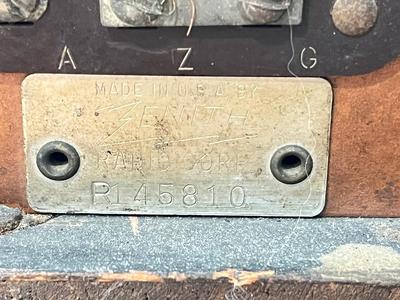 A Z G
MADE IN U.S.A. BY
ZENITH
RADIO CORP.
R145810